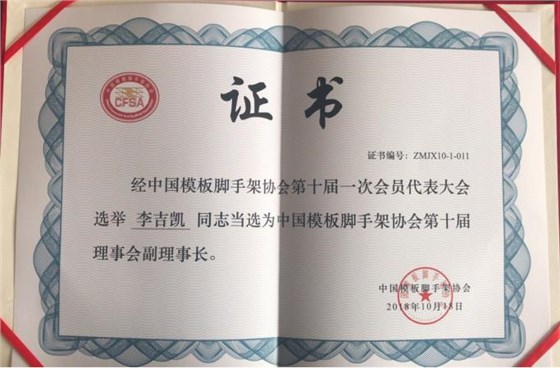 CFSA
证书
证书编号：ZMJX10-1-011
经中国模板脚手架协会第十届一次会员代表大会
选举 李吉凯 同志当选为中国模板脚手架协会第十届
理事会副理事长。
中国模板脚手架协会
2018年10月18日